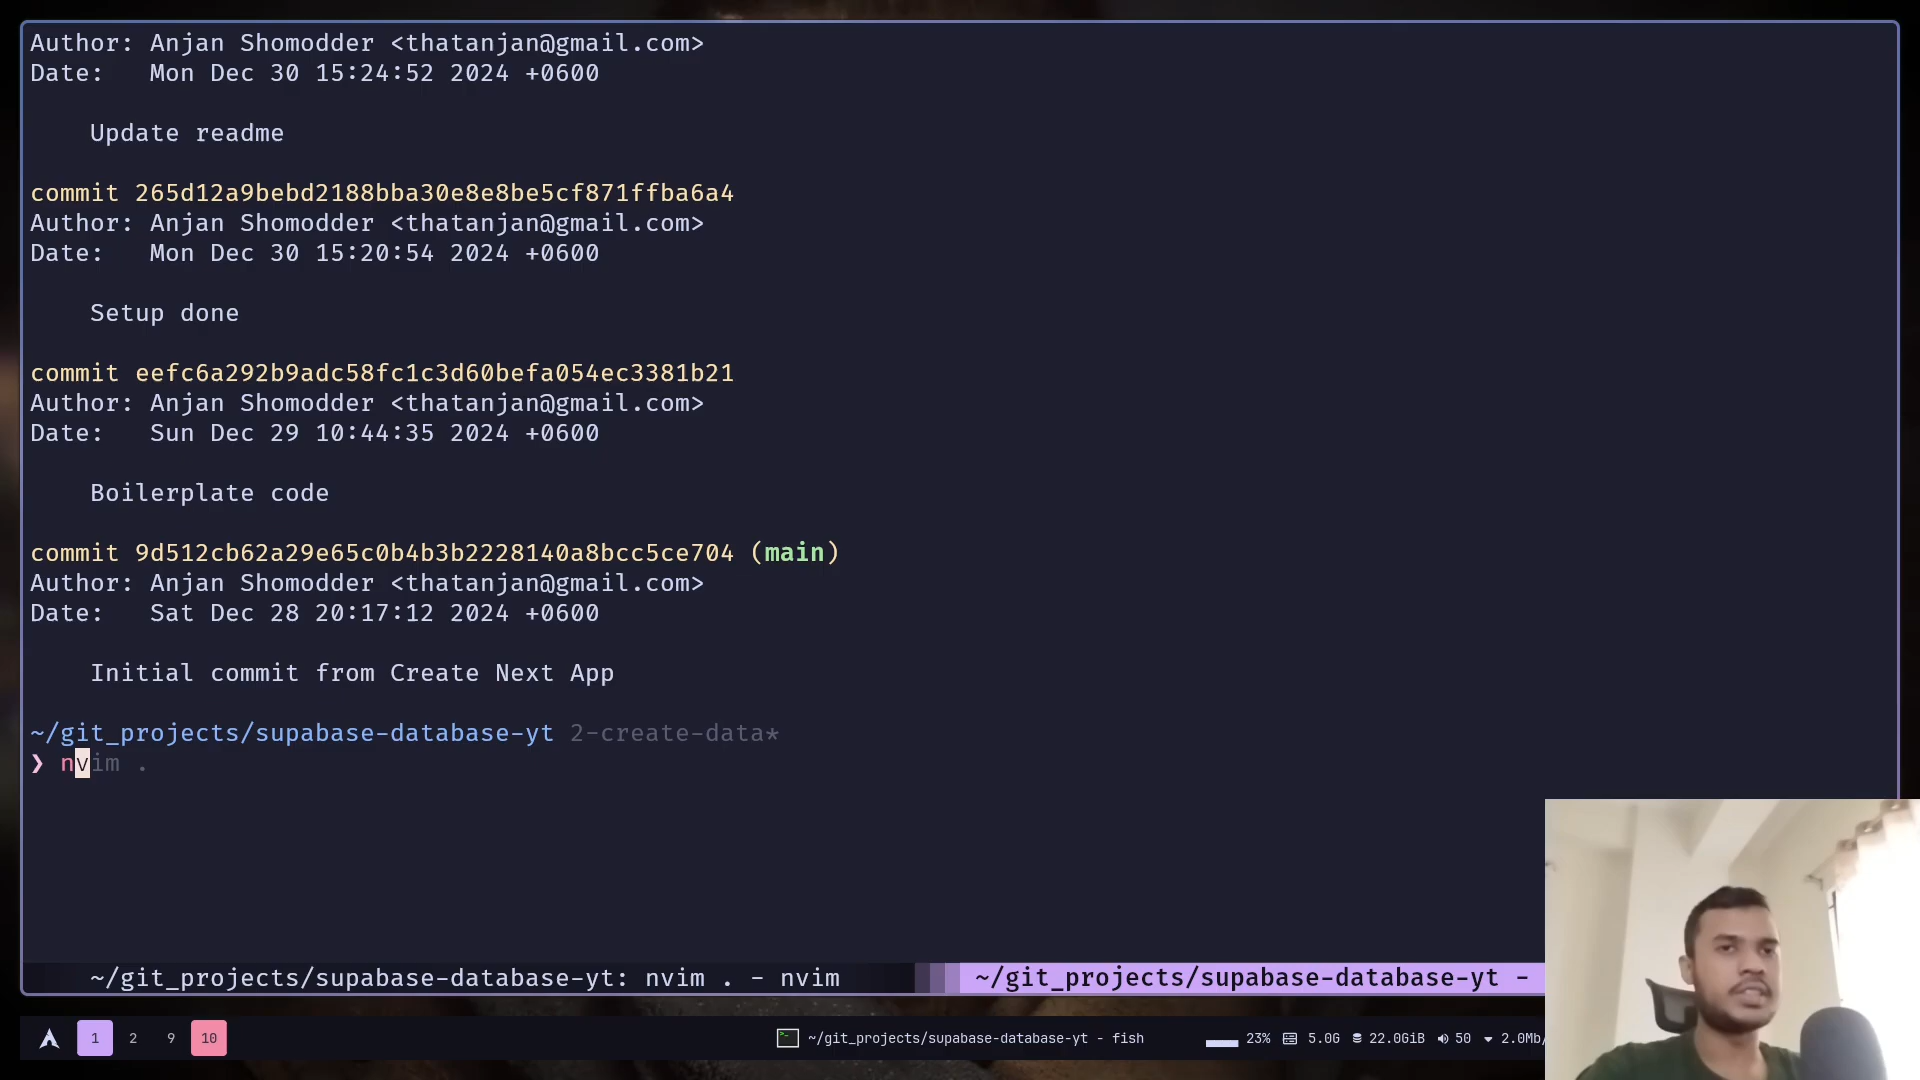 Author: Anjan Shomodder <thatanjan@gmail.com>
Date:   Mon Dec 30 15:24:52 2024 +0600
Update readme
commit 265d12a9bebd2188bba30e8e8be5cf871ffba6a4
Author: Anjan Shomodder <thatanjan@gmail.com>
Date:   Mon Dec 30 15:20:54 2024 +0600
Setup done
commit eefc6a292b9adc58fc1c3d60befa054ec3381b21
Author: Anjan Shomodder <thatanjan@gmail.com>
Date:   Sun Dec 29 10:44:35 2024 +0600
Boilerplate code
commit 9d512cb62a29e65c0b4b3b2228140a8bcc5ce704 (main)
Author: Anjan Shomodder <thatanjan@gmail.com>
Date:   Sat Dec 28 20:17:12 2024 +0600
Initial commit from Create Next App
~/git_projects/supabase-database-yt 2-create-data*
❯ nvim .
~/git_projects/supabase-database-yt: nvim . - nvim
~/git_projects/supabase-database-yt -
1 2 9 10
~/git_projects/supabase-database-yt - fish
23% 5.0G 22.0GiB 50 2.0Mb/